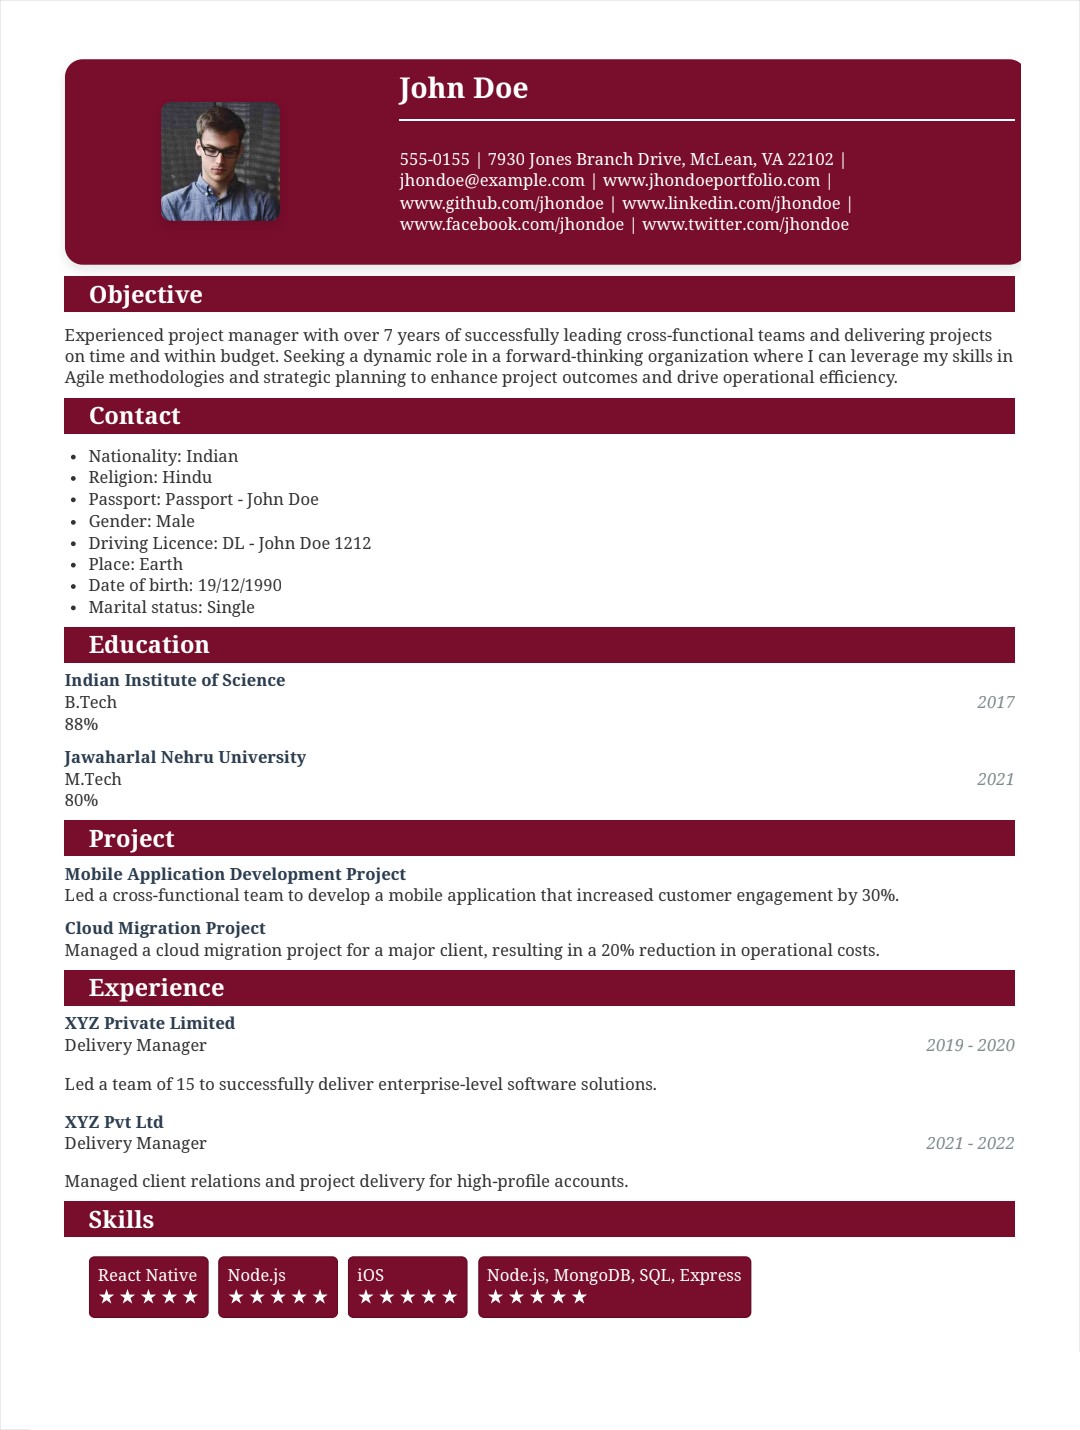 John Doe
555-0155 | 7930 Jones Branch Drive, McLean, VA 22102 |
jhondoe@example.com | www.jhondoeportfolio.com |
www.github.com/jhondoe | www.linkedin.com/jhondoe |
www.facebook.com/jhondoe | www.twitter.com/jhondoe
Objective
Experienced project manager with over 7 years of successfully leading cross-functional teams and delivering projects
on time and within budget. Seeking a dynamic role in a forward-thinking organization where I can leverage my skills in
Agile methodologies and strategic planning to enhance project outcomes and drive operational efficiency.
Contact
• Nationality: Indian
• Religion: Hindu
• Passport: Passport - John Doe
• Gender: Male
• Driving Licence: DL - John Doe 1212
• Place: Earth
• Date of birth: 19/12/1990
• Marital status: Single
Education
Indian Institute of Science
B.Tech 2017
88%
Jawaharlal Nehru University
M.Tech 2021
80%
Project
Mobile Application Development Project
Led a cross-functional team to develop a mobile application that increased customer engagement by 30%.
Cloud Migration Project
Managed a cloud migration project for a major client, resulting in a 20% reduction in operational costs.
Experience
XYZ Private Limited
Delivery Manager 2019 - 2020
Led a team of 15 to successfully deliver enterprise-level software solutions.
XYZ Pvt Ltd
Delivery Manager 2021 - 2022
Managed client relations and project delivery for high-profile accounts.
Skills
React Native Node.js iOS Node.js, MongoDB, SQL, Express
★★★★★ ★★★★★ ★★★★★ ★★★★★